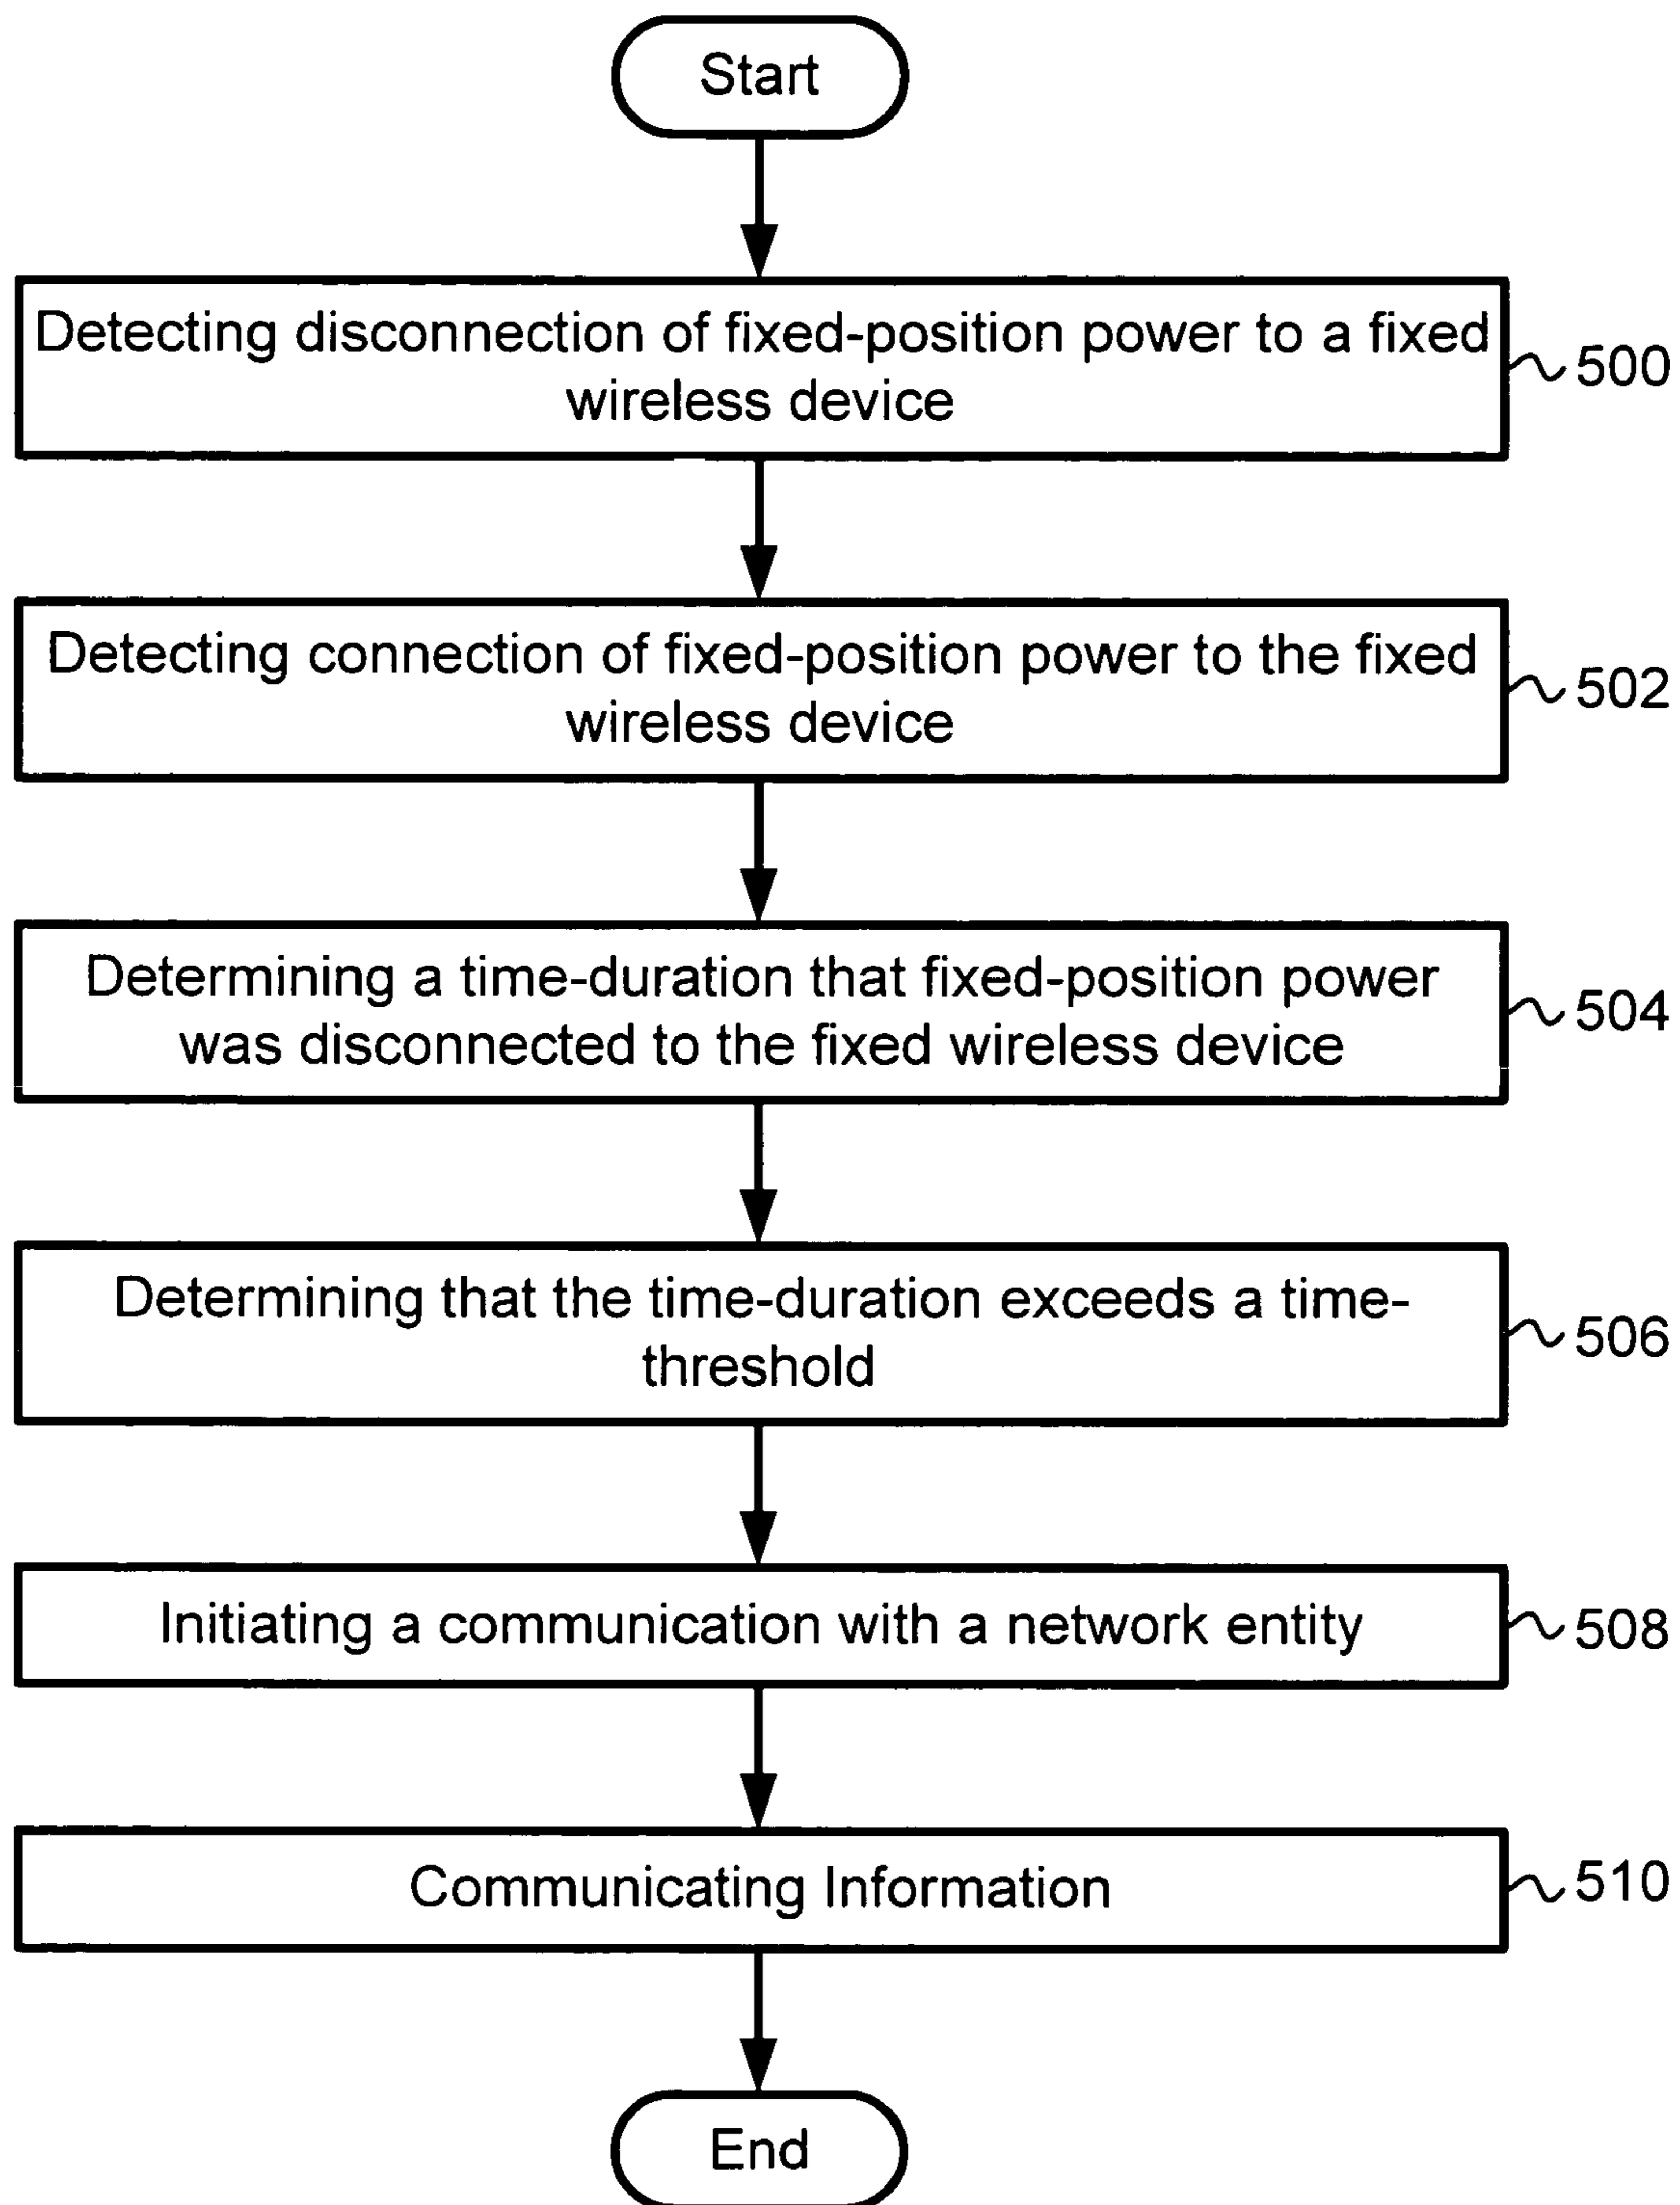 Start
Detecting disconnection of fixed-position power to a fixed
wireless device
500
Detecting connection of fixed-position power to the fixed
wireless device
502
Determining a time-duration that fixed-position power
was disconnected to the fixed wireless device
504
Determining that the time-duration exceeds a time-
threshold
506
Initiating a communication with a network entity
508
Communicating Information
510
End